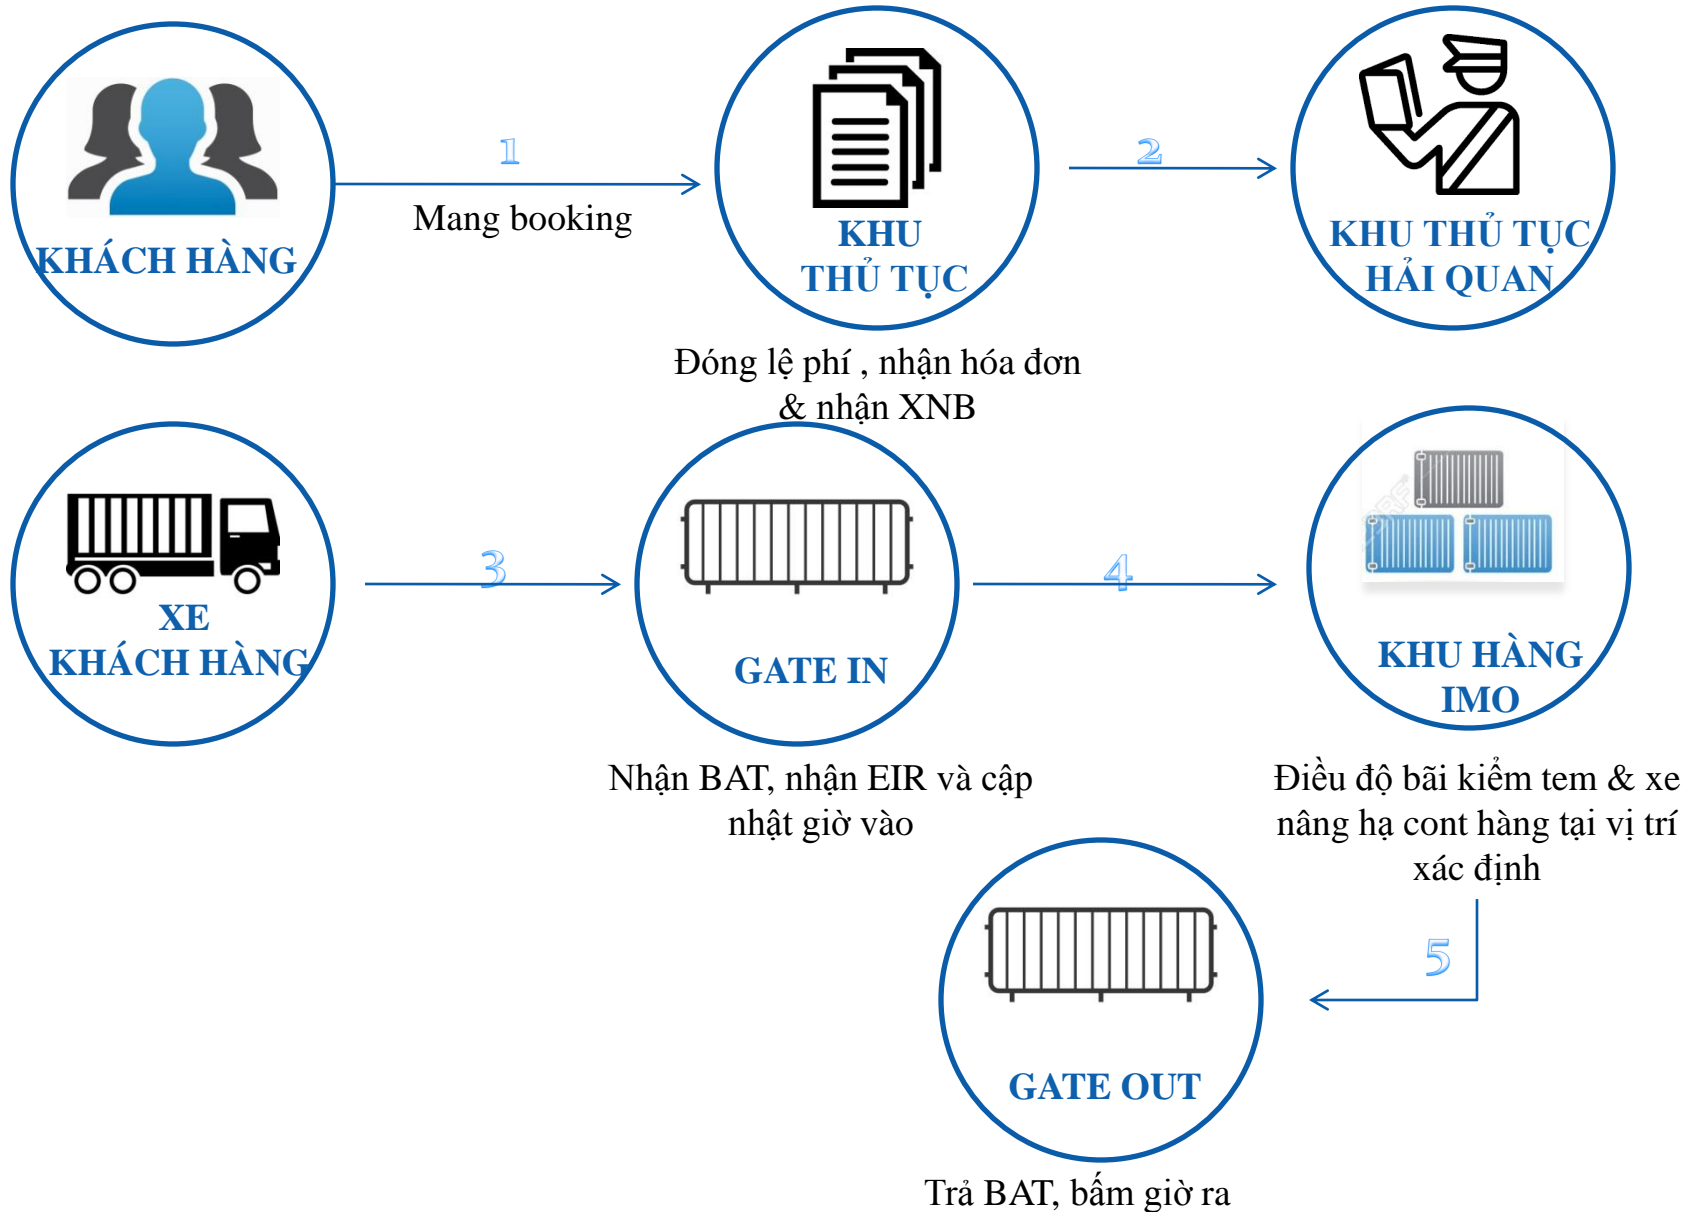 1
2
Mang booking
KHÁCH HÀNG
KHU
THỦ TỤC
KHU THỦ TỤC
HẢI QUAN
Đóng lệ phí , nhận hóa đơn
& nhận XNB
3
4
XE
KHÁCH HÀNG
GATE IN
KHU HÀNG
IMO
Nhận BAT, nhận EIR và cập
nhật giờ vào
Điều độ bãi kiểm tem & xe
nâng hạ cont hàng tại vị trí
xác định
5
GATE OUT
Trả BAT, bấm giờ ra